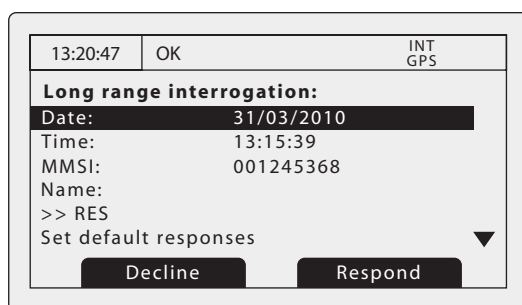 13:20:47 OK INT
GPS
Long range interrogation:
Date: 31/03/2010
Time: 13:15:39
MMSI: 001245368
Name:
>> RES
Set default responses
Decline Respond